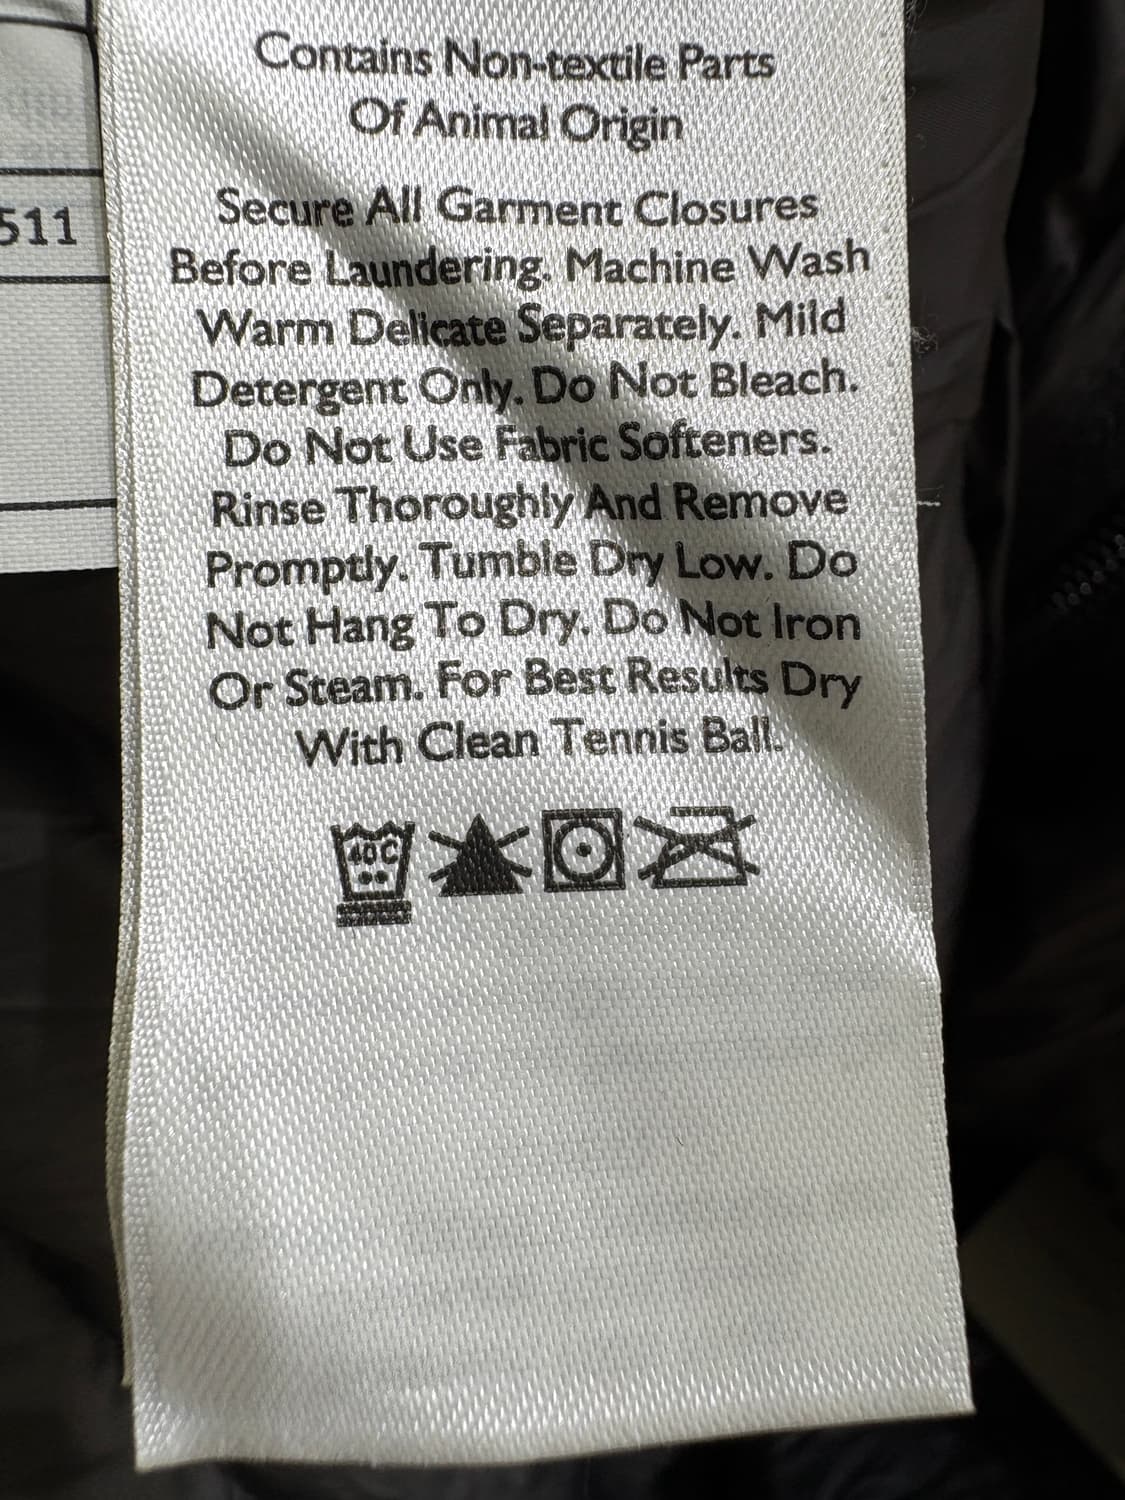 Contains Non-textile Parts
Of Animal Origin
Secure All Garment Closures
Before Laundering. Machine Wash
Warm Delicate Separately. Mild
Detergent Only. Do Not Bleach.
Do Not Use Fabric Softeners.
Rinse Thoroughly And Remove
Promptly. Tumble Dry Low. Do
Not Hang To Dry. Do Not Iron
Or Steam. For Best Results Dry
With Clean Tennis Ball.
40C
511